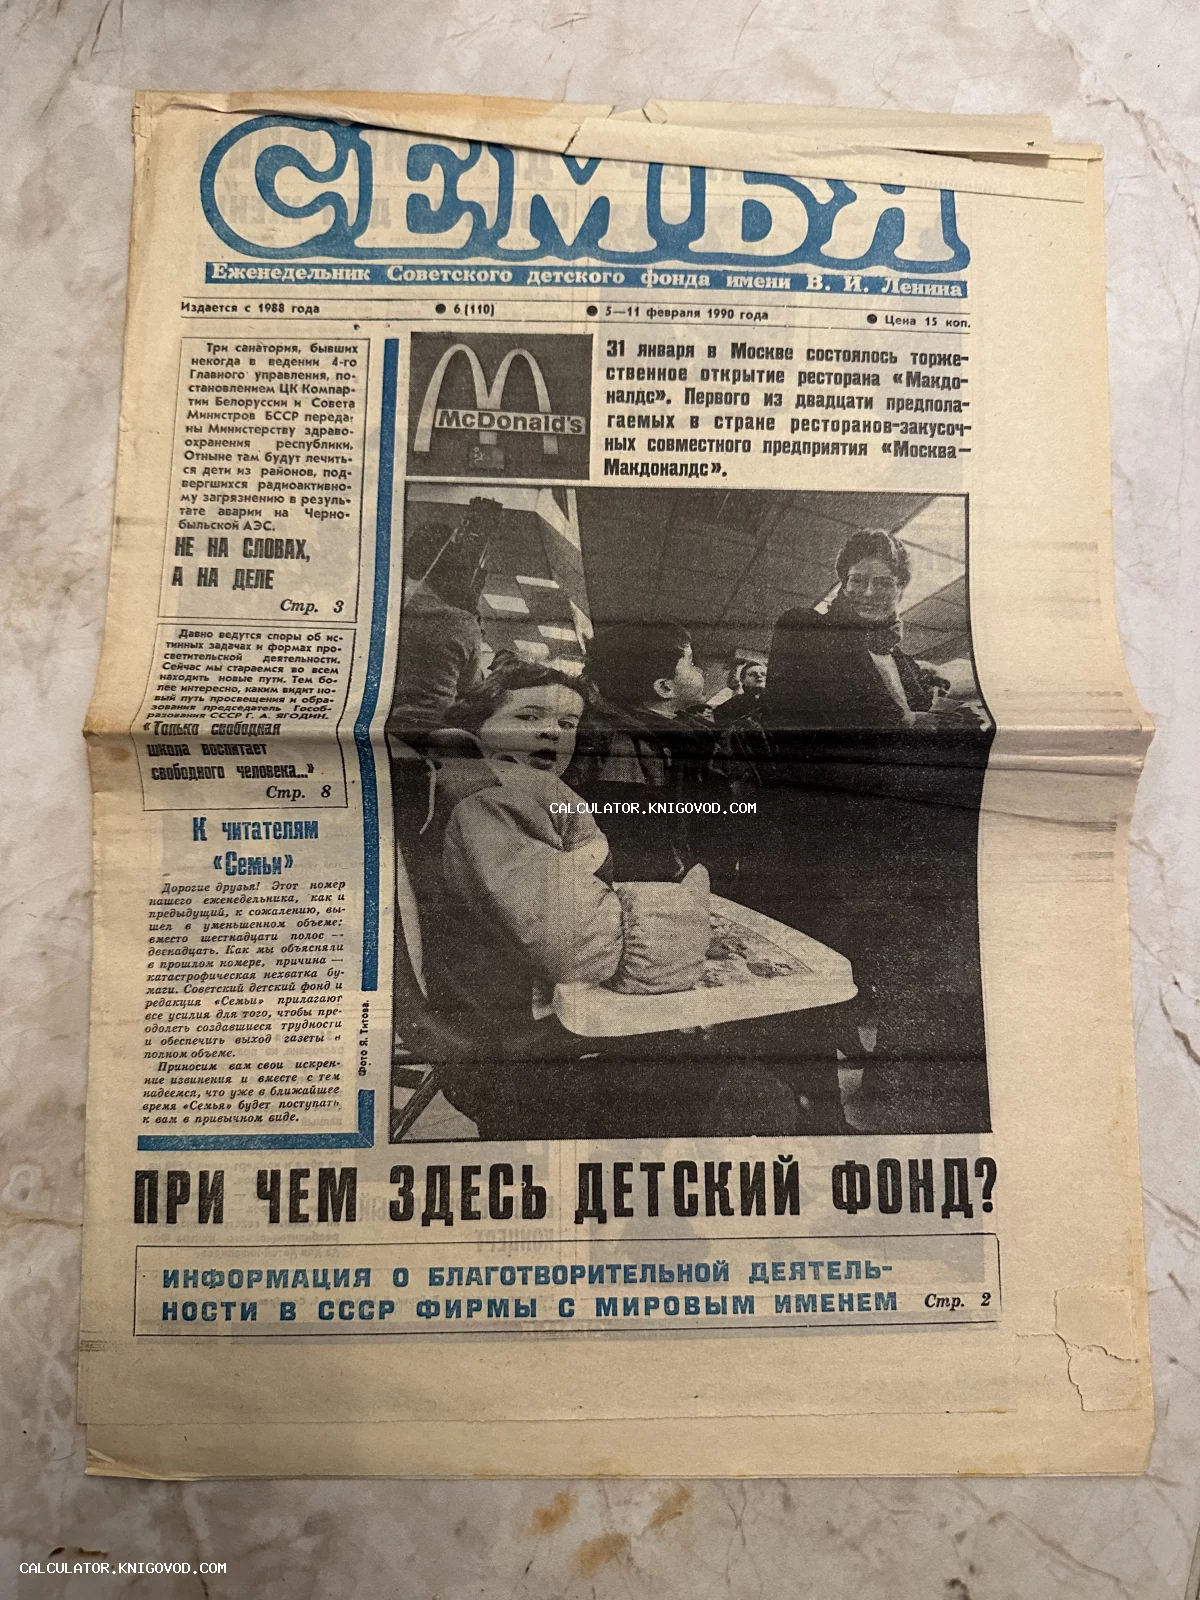 СЕМЬЯ
Еженедельник Советского детского фонда имени В. И. Ленина
Издается с 1988 года ● 6 (110) ● 5—11 февраля 1990 года ● Цена 15 коп.
Три санатория, бывших
некогда в ведении 4-го
Главного управления, по-
становлением ЦК Компар-
тии Белоруссии и Совета
Министров БССР переда-
ны Министерству здраво-
охранения республики.
Отныне там будут лечить-
ся дети из районов, под-
вергшихся радиоактивно-
му загрязнению в резуль-
тате аварии на Черно-
быльской АЭС.
НЕ НА СЛОВАХ,
А НА ДЕЛЕ
Стр. 3
Давно ведутся споры об ис-
тинных задачах и формах про-
светительской деятельности.
Сейчас мы стараемся во всем
находить новые пути. Тем бо-
лее интересно, каким видит но-
вый путь просвещения и обра-
зования председатель Гособ-
разования СССР Г. А. ЯГОДИН.
«Только свободная
школа воспитает
свободного человека...»
Стр. 8
К читателям
«Семьи»
Дорогие друзья! Этот номер
нашего еженедельника, как и
предыдущий, к сожалению, вы-
шел в уменьшенном объеме:
вместо шестнадцати полос —
двенадцать. Как мы объясняли
в прошлом номере, причина —
катастрофическая нехватка бу-
маги. Советский детский фонд и
редакция «Семьи» прилагают
все усилия для того, чтобы пре-
одолеть создавшиеся трудности
и обеспечить выход газеты в
полном объеме.
Приносим вам свои искрен-
ние извинения и вместе с тем
надеемся, что уже в ближайшее
время «Семья» будет поступать
к вам в привычном виде.
Фото Я. Титова.
McDonald's
31 января в Москве состоялось торже-
ственное открытие ресторана «Макдо-
налдс». Первого из двадцати предпола-
гаемых в стране ресторанов-закусоч-
ных совместного предприятия «Москва-
Макдоналдс».
CALCULATOR.KNIGOVOD.COM
ПРИ ЧЕМ ЗДЕСЬ ДЕТСКИЙ ФОНД?
ИНФОРМАЦИЯ О БЛАГОТВОРИТЕЛЬНОЙ ДЕЯТЕЛЬ-
НОСТИ В СССР ФИРМЫ С МИРОВЫМ ИМЕНЕМ Стр. 2
CALCULATOR.KNIGOVOD.COM